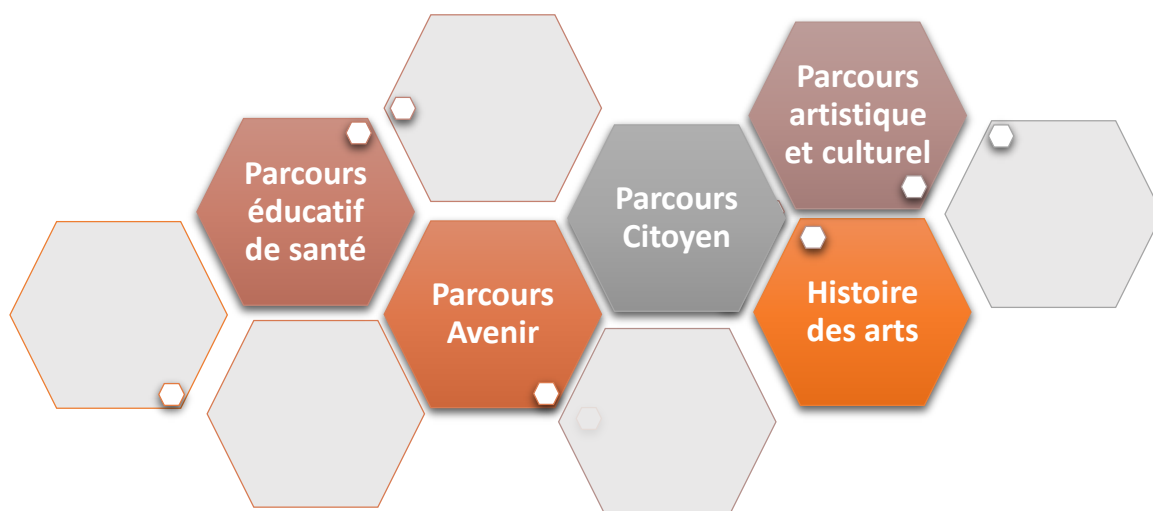 Parcours
éducatif
de santé
Parcours
Avenir
Parcours
Citoyen
Parcours
artistique
et culturel
Histoire
des arts